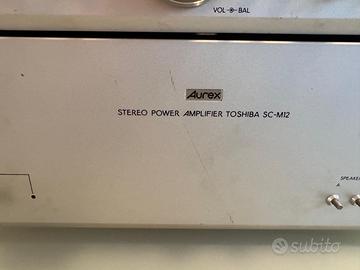 VOL-⊙-BAL
Aurex
STEREO POWER AMPLIFIER TOSHIBA SC-M12
SPEAKER
A
subito